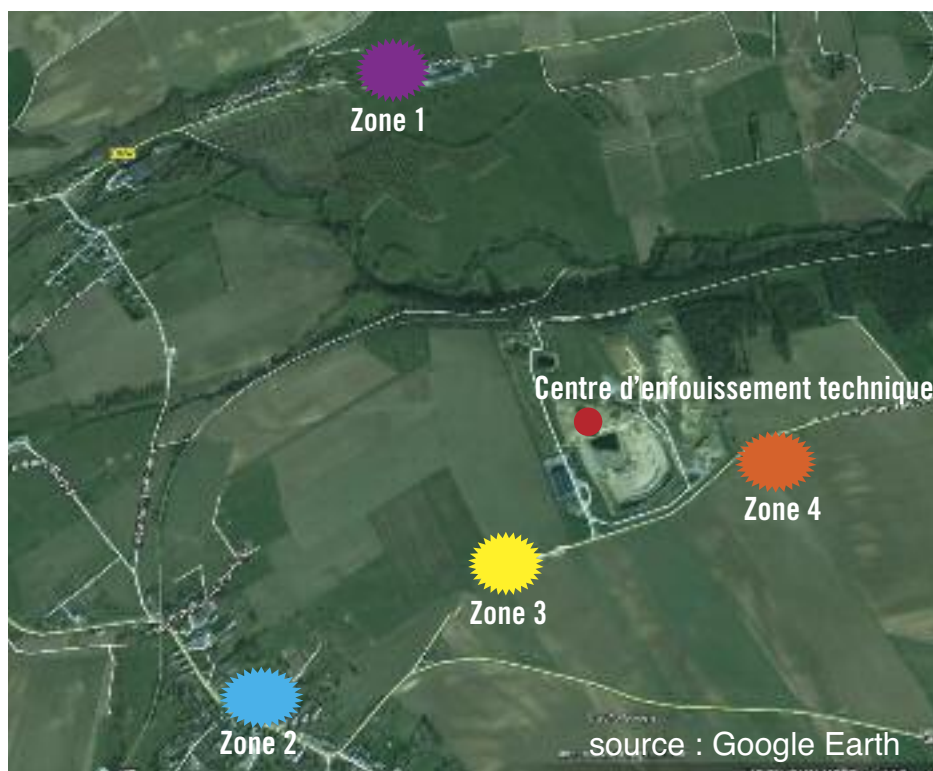 Zone 1
Centre d'enfouissement technique
Zone 4
Zone 3
Zone 2
source : Google Earth